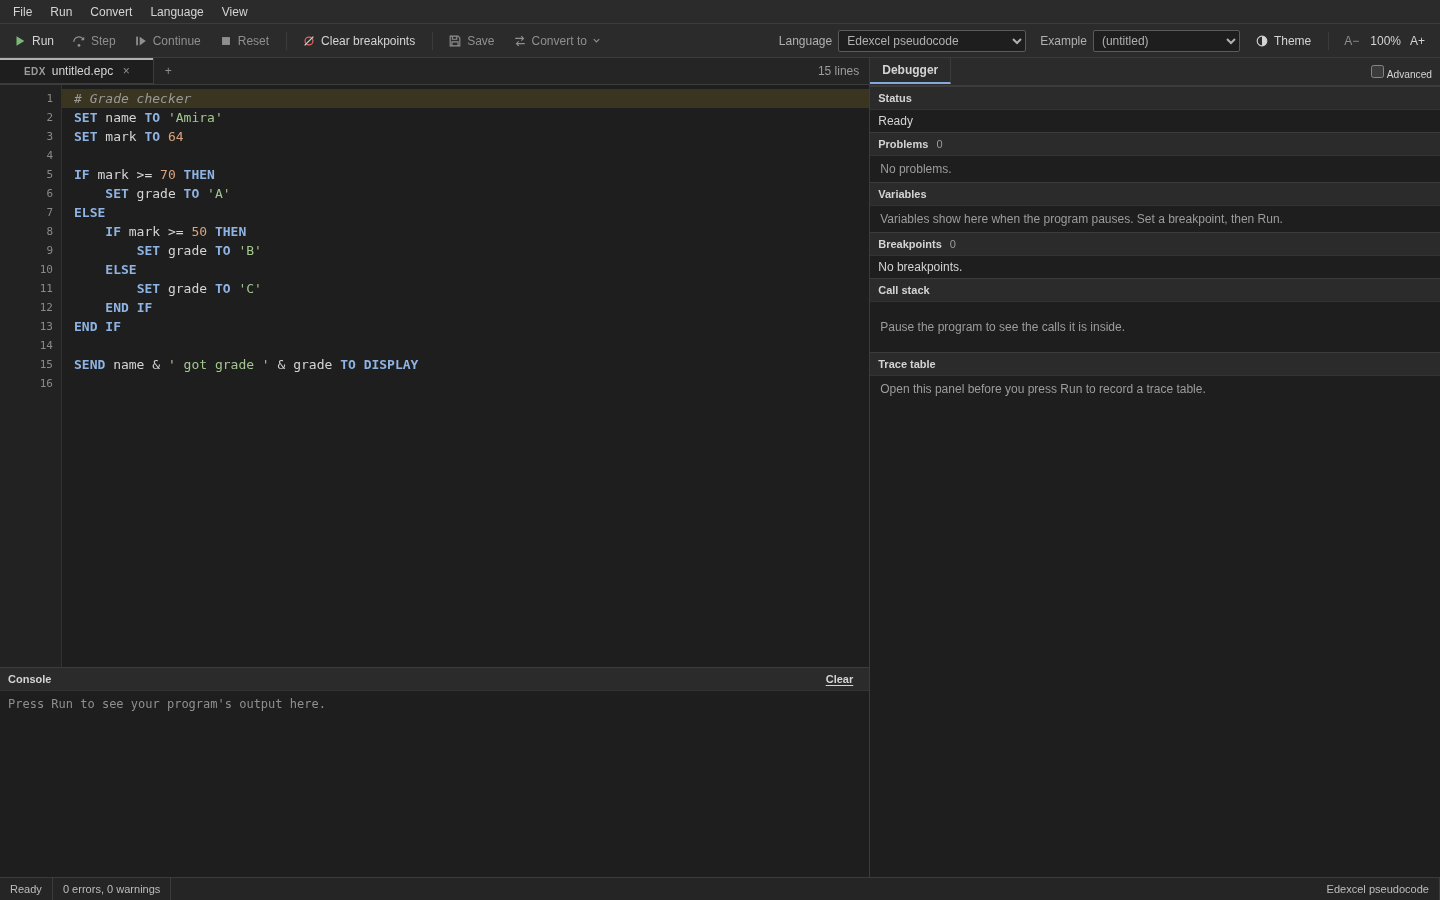 File Run Convert Language View
Run Step Continue Reset Clear breakpoints Save Convert to Language Edexcel pseudocode Example (untitled) Theme A− 100% A+
EDX untitled.epc × + 15 lines
1 # Grade checker
2 SET name TO 'Amira'
3 SET mark TO 64
4
5 IF mark >= 70 THEN
6     SET grade TO 'A'
7 ELSE
8     IF mark >= 50 THEN
9         SET grade TO 'B'
10     ELSE
11         SET grade TO 'C'
12     END IF
13 END IF
14
15 SEND name & ' got grade ' & grade TO DISPLAY
16
Console Clear
Press Run to see your program's output here.
Debugger Advanced
Status
Ready
Problems 0
No problems.
Variables
Variables show here when the program pauses. Set a breakpoint, then Run.
Breakpoints 0
No breakpoints.
Call stack
Pause the program to see the calls it is inside.
Trace table
Open this panel before you press Run to record a trace table.
Ready 0 errors, 0 warnings Edexcel pseudocode